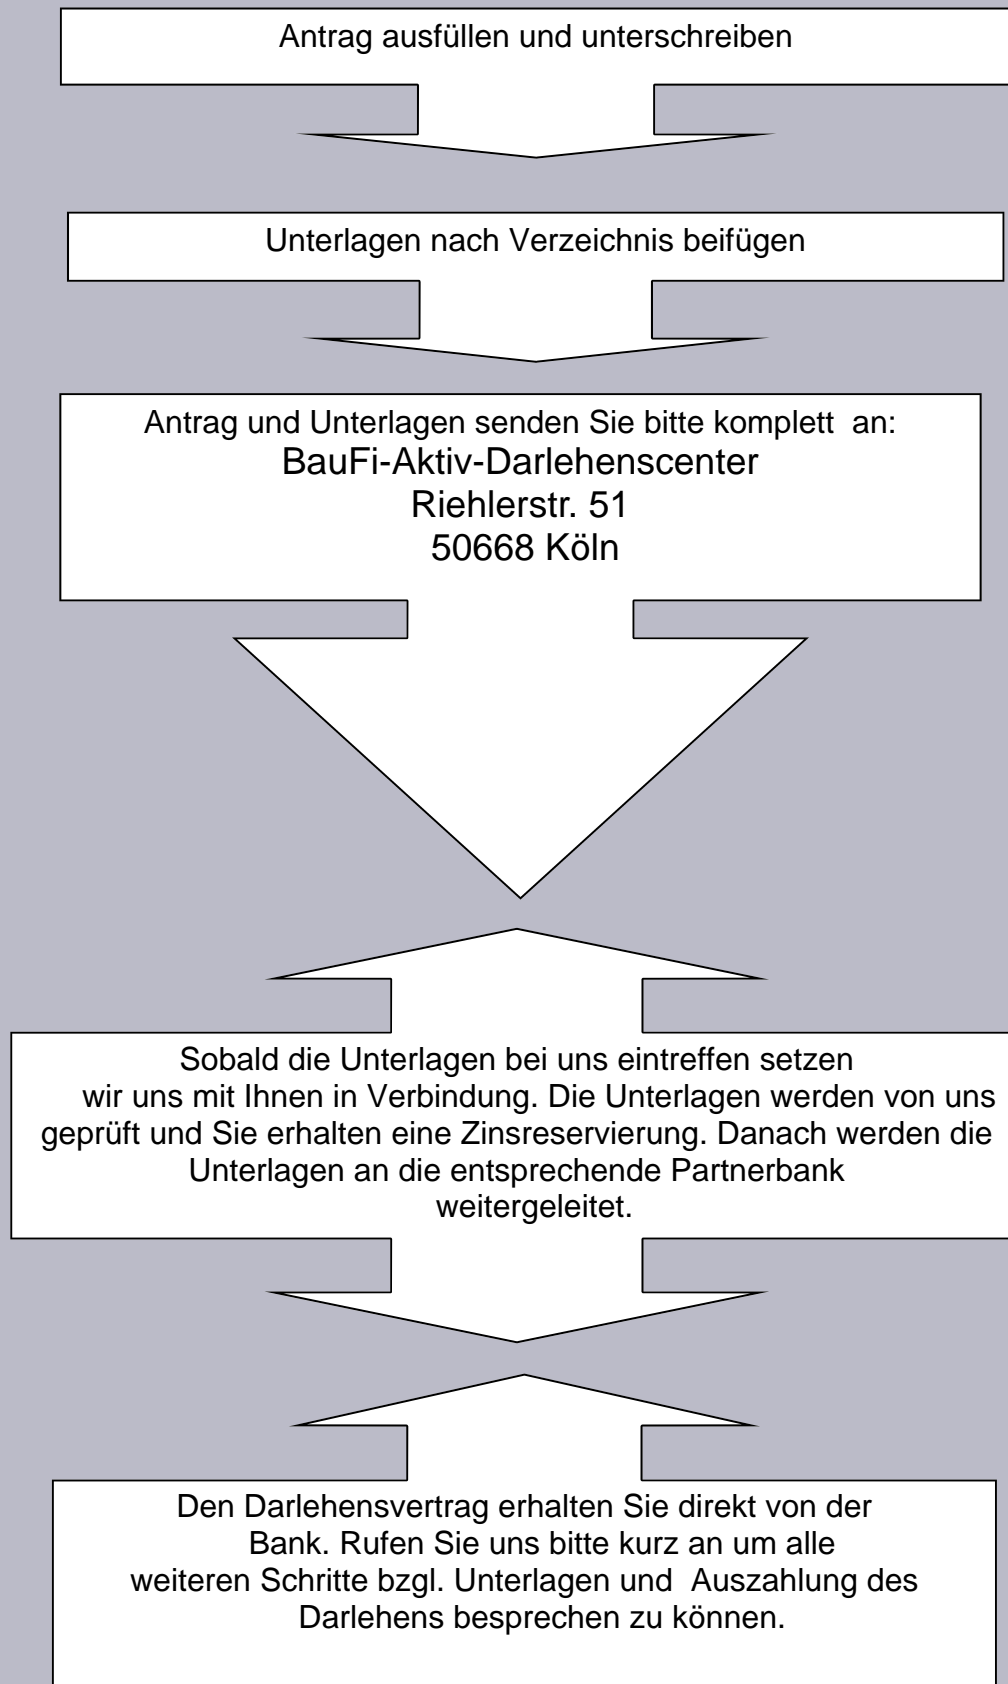 Antrag ausfüllen und unterschreiben
Unterlagen nach Verzeichnis beifügen
Antrag und Unterlagen senden Sie bitte komplett an:
BauFi-Aktiv-Darlehenscenter
Riehlerstr. 51
50668 Köln
Sobald die Unterlagen bei uns eintreffen setzen
wir uns mit Ihnen in Verbindung. Die Unterlagen werden von uns
geprüft und Sie erhalten eine Zinsreservierung. Danach werden die
Unterlagen an die entsprechende Partnerbank
weitergeleitet.
Den Darlehensvertrag erhalten Sie direkt von der
Bank. Rufen Sie uns bitte kurz an um alle
weiteren Schritte bzgl. Unterlagen und Auszahlung des
Darlehens besprechen zu können.